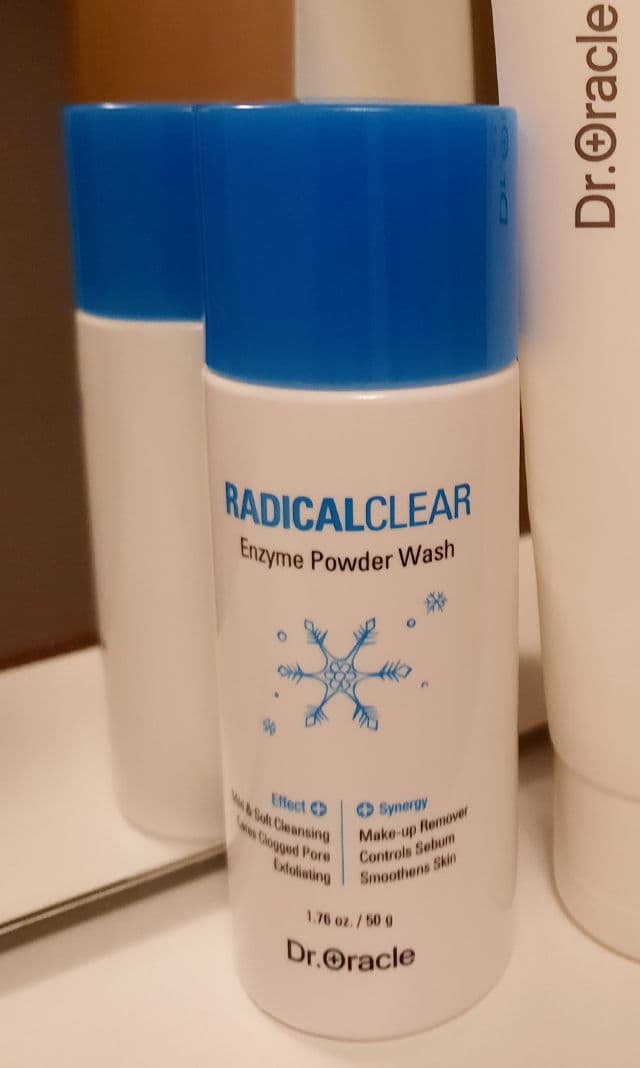 Dr.Oracle
RADICALCLEAR
Enzyme Powder Wash
Effect +
& Soft Cleansing
Cares Clogged Pore
Exfoliating
+ Synergy
Make-up Remover
Controls Sebum
Smoothens Skin
1.76 oz. / 50 g
Dr.Oracle